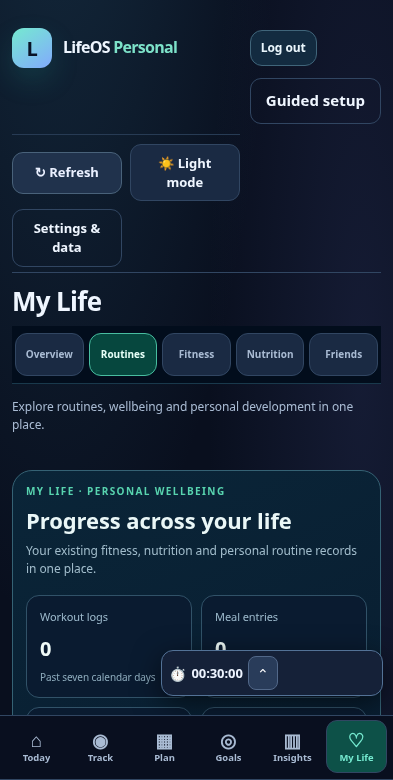 L LifeOS Personal
Log out
Guided setup
↻ Refresh
☀️ Light
mode
Settings &
data
My Life
Overview Routines Fitness Nutrition Friends
Explore routines, wellbeing and personal development in one
place.
MY LIFE · PERSONAL WELLBEING
Progress across your life
Your existing fitness, nutrition and personal routine records
in one place.
Workout logs Meal entries
0 0
Past seven calendar days
⏱️ 00:30:00 ⌃
Today Track Plan Goals Insights My Life